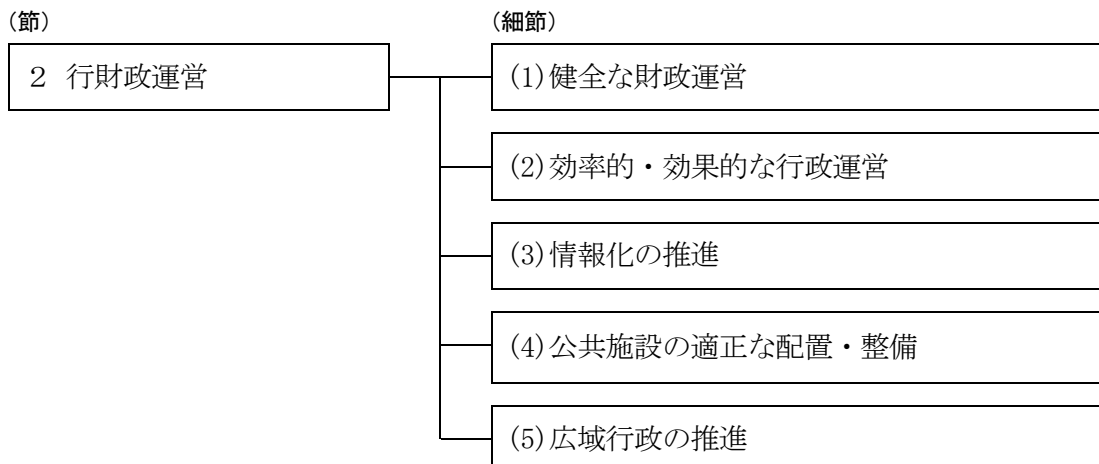 （節）
（細節）
２ 行財政運営
(1)健全な財政運営
(2)効率的・効果的な行政運営
(3)情報化の推進
(4)公共施設の適正な配置・整備
(5)広域行政の推進